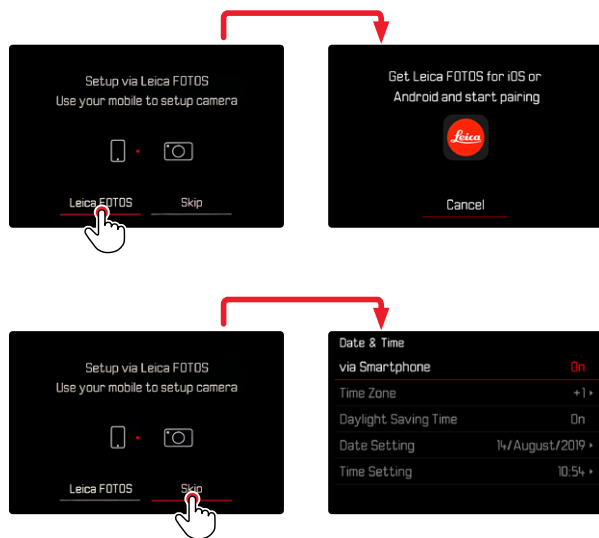 Setup via Leica FOTOS
Use your mobile to setup camera
Leica FOTOS Skip
Get Leica FOTOS for iOS or
Android and start pairing
Leica
Cancel
Setup via Leica FOTOS
Use your mobile to setup camera
Leica FOTOS Skip
Date & Time
via Smartphone On
Time Zone +1
Daylight Saving Time On
Date Setting 14/August/2019
Time Setting 10:54